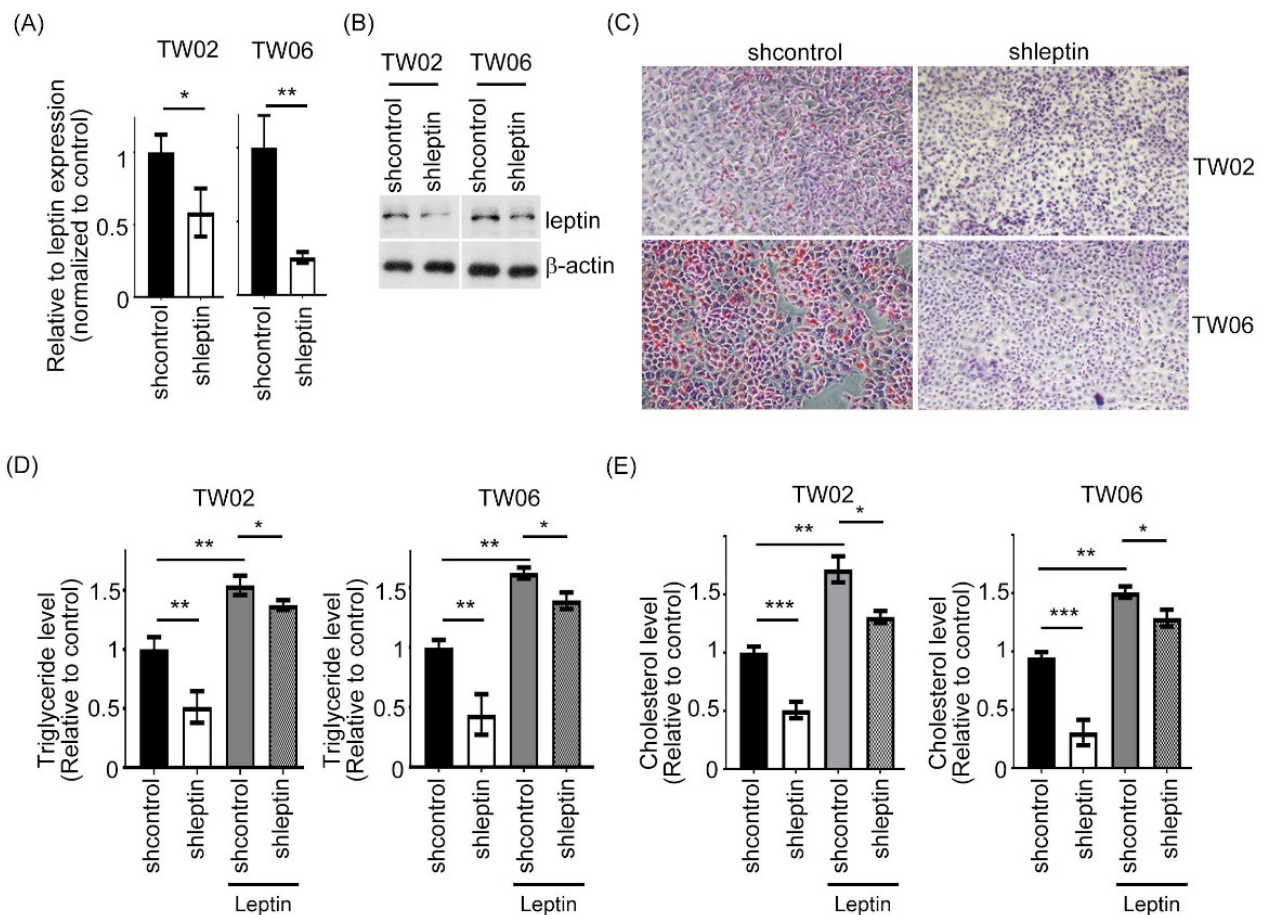 (A)
TW02 TW06
* **
Relative to leptin expression
(normalized to control)
1
0.5
0
shcontrol
shleptin
shcontrol
shleptin
(B)
TW02 TW06
shcontrol
shleptin
shcontrol
shleptin
leptin
β-actin
(C)
shcontrol shleptin
TW02
TW06
(D)
TW02
Triglyceride level
(Relative to control)
1.5
1
0.5
0
** ** *
shcontrol
shleptin
shcontrol
shleptin
Leptin
TW06
Triglyceride level
(Relative to control)
1.5
1
0.5
0
** ** *
shcontrol
shleptin
shcontrol
shleptin
Leptin
(E)
TW02
Cholesterol level
(Relative to control)
1.5
1
0.5
0
*** ** *
shcontrol
shleptin
shcontrol
shleptin
Leptin
TW06
Cholesterol level
(Relative to control)
1.5
1
0.5
0
*** ** *
shcontrol
shleptin
shcontrol
shleptin
Leptin